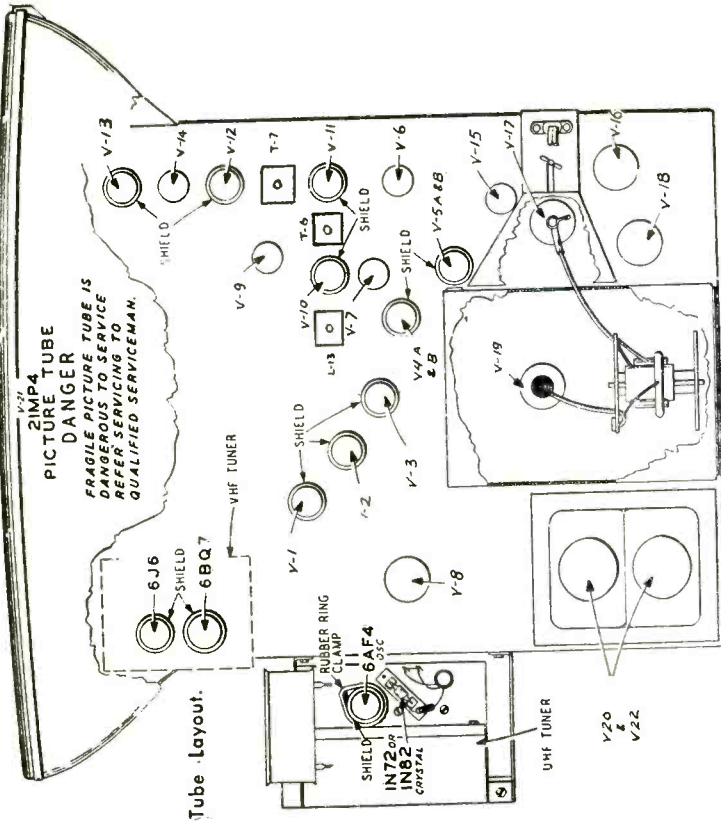 V-21
21MP4
PICTURE TUBE
DANGER
FRAGILE PICTURE TUBE IS
DANGEROUS TO SERVICE
REFER SERVICING TO
QUALIFIED SERVICEMAN.
V-13
V-14
V-12
T-7
V-11
V-6
V-15
V-17
V-16
V-18
SHIELD
T-6
SHIELD
V-5A&B
V-9
V-10
V-7
SHIELD
L-13
V4A
& B
V-19
SHIELD
V-3
V-1
-2
VHF TUNER
6J6
SHIELD
6BQ7
V-8
RUBBER RING
CLAMP
6AF4
OSC
SHIELD
IN72 OR
IN82
CRYSTAL
UHF TUNER
V20
&
V22
Tube Layout.